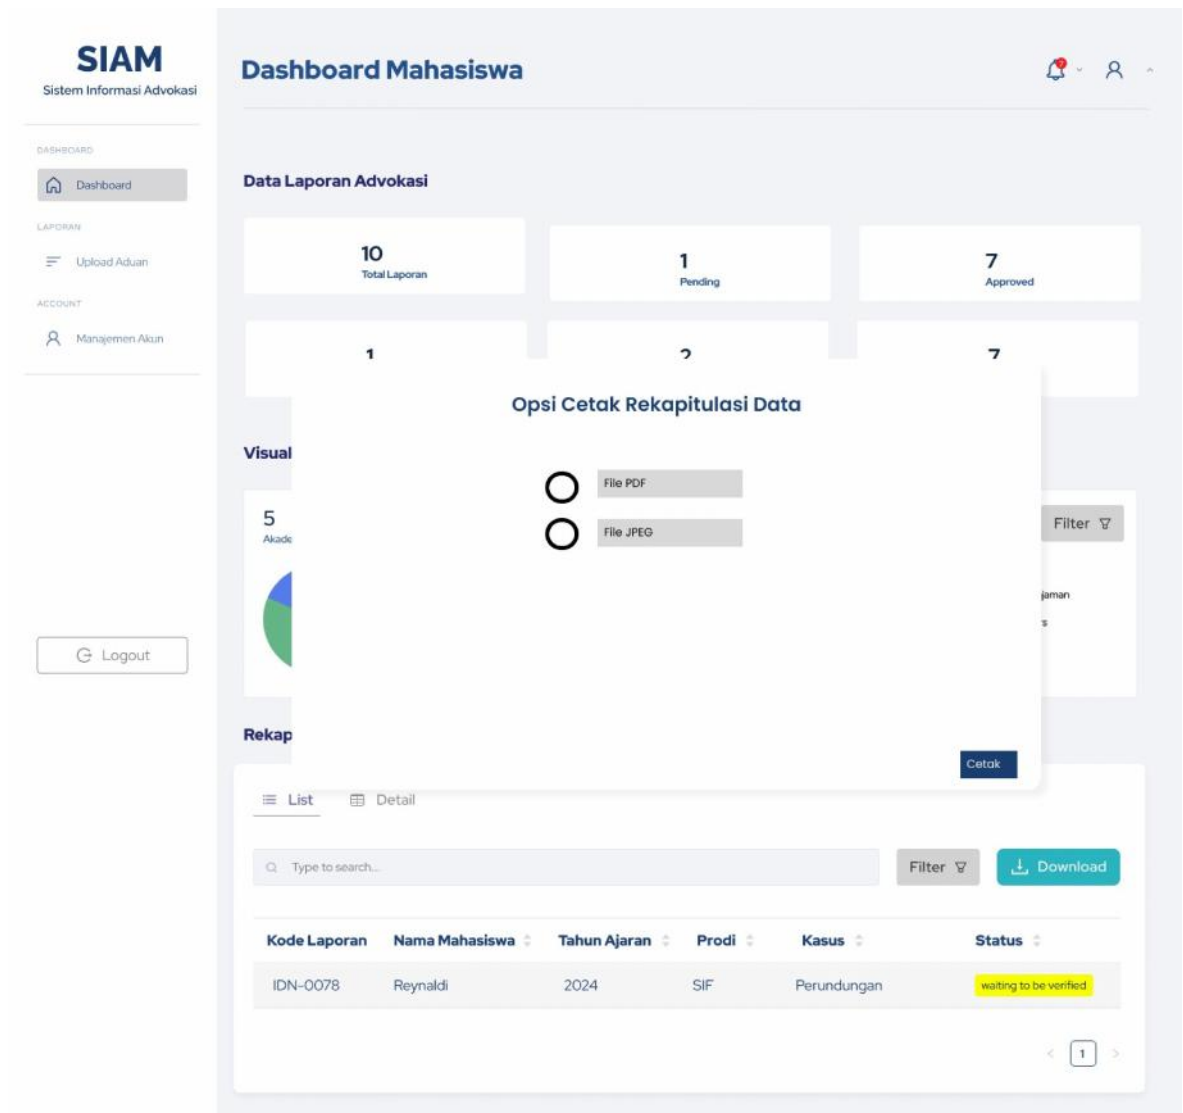 SIAM
Sistem Informasi Advokasi
DASHBOARD
Dashboard
LAPORAN
Upload Aduan
ACCOUNT
Manajemen Akun
Logout
Dashboard Mahasiswa
Data Laporan Advokasi
10
Total Laporan
1
Pending
7
Approved
1
2
7
Opsi Cetak Rekapitulasi Data
File PDF
File JPEG
Cetak
Visual
5
Akade
Filter
jaman
s
Rekap
List
Detail
Type to search...
Filter
Download
Kode Laporan Nama Mahasiswa Tahun Ajaran Prodi Kasus Status
IDN-0078 Reynaldi 2024 SIF Perundungan waiting to be verified
< 1 >